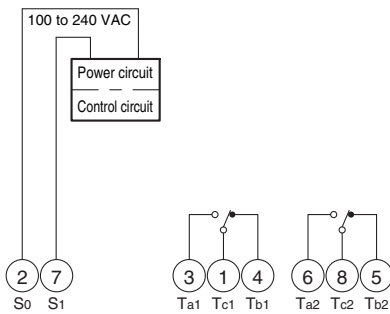 100 to 240 VAC
Power circuit
Control circuit
2 7 3 1 4 6 8 5
S0 S1 Ta1 Tc1 Tb1 Ta2 Tc2 Tb2